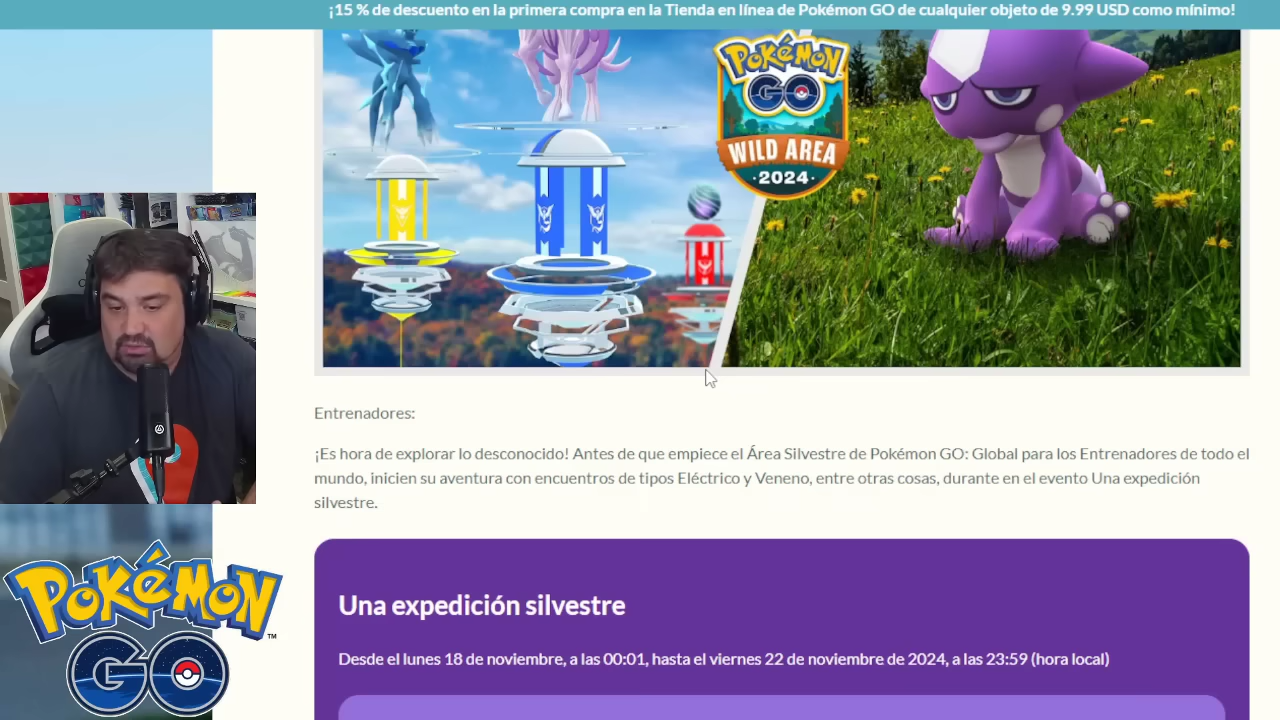 ¡15 % de descuento en la primera compra en la Tienda en línea de Pokémon GO de cualquier objeto de 9.99 USD como mínimo!
POKéMON
GO
WILD AREA
·2024·
Entrenadores:
¡Es hora de explorar lo desconocido! Antes de que empiece el Área Silvestre de Pokémon GO: Global para los Entrenadores de todo el
mundo, inicien su aventura con encuentros de tipos Eléctrico y Veneno, entre otras cosas, durante en el evento Una expedición
silvestre.
POKéMON
™
GO
Una expedición silvestre
Desde el lunes 18 de noviembre, a las 00:01, hasta el viernes 22 de noviembre de 2024, a las 23:59 (hora local)